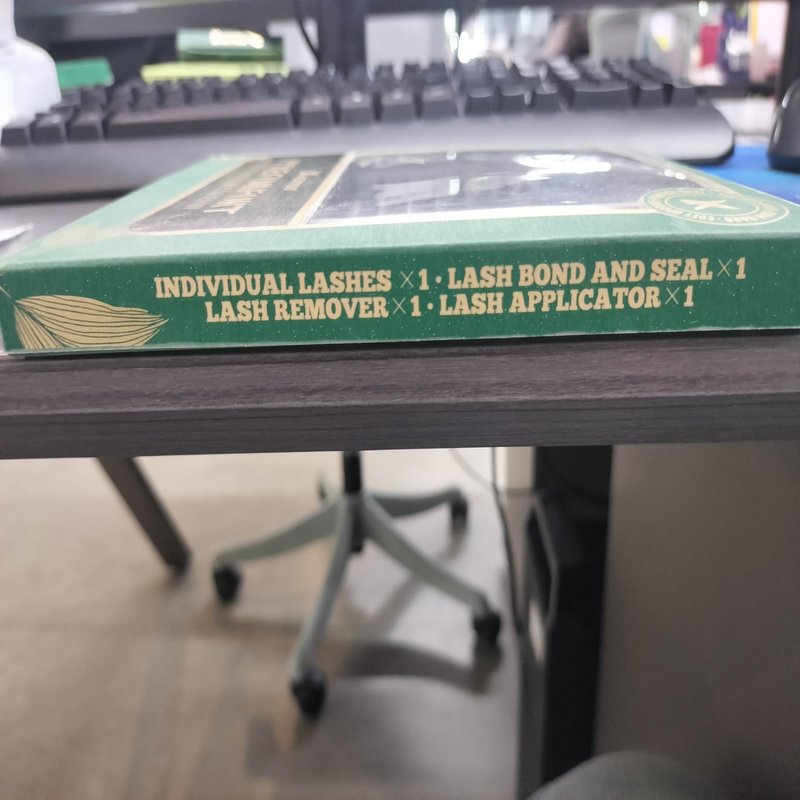 INDIVIDUAL LASHES ×1 · LASH BOND AND SEAL ×1
LASH REMOVER ×1 · LASH APPLICATOR ×1